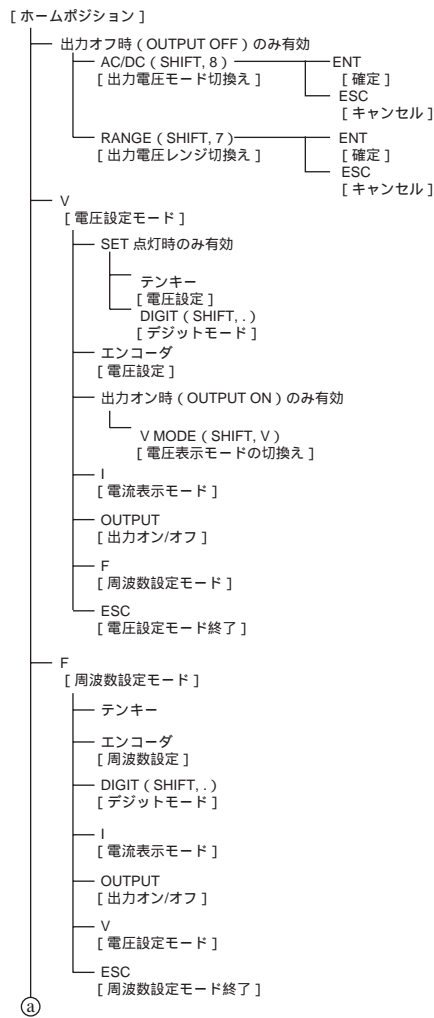 [ ホームポジション ]
出力オフ時 ( OUTPUT OFF ) のみ有効
AC/DC ( SHIFT, 8 )
ENT
[ 出力電圧モード切換え ]
[ 確定 ]
ESC
[ キャンセル ]
RANGE ( SHIFT, 7 )
ENT
[ 出力電圧レンジ切換え ]
[ 確定 ]
ESC
[ キャンセル ]
V
[ 電圧設定モード ]
SET 点灯時のみ有効
テンキー
[ 電圧設定 ]
DIGIT ( SHIFT, . )
[ デジットモード ]
エンコーダ
[ 電圧設定 ]
出力オン時 ( OUTPUT ON ) のみ有効
V MODE ( SHIFT, V )
[ 電圧表示モードの切換え ]
I
[ 電流表示モード ]
OUTPUT
[ 出力オン/オフ ]
F
[ 周波数設定モード ]
ESC
[ 電圧設定モード終了 ]
F
[ 周波数設定モード ]
テンキー
エンコーダ
[ 周波数設定 ]
DIGIT ( SHIFT, . )
[ デジットモード ]
I
[ 電流表示モード ]
OUTPUT
[ 出力オン/オフ ]
V
[ 電圧設定モード ]
ESC
[ 周波数設定モード終了 ]
ⓐ